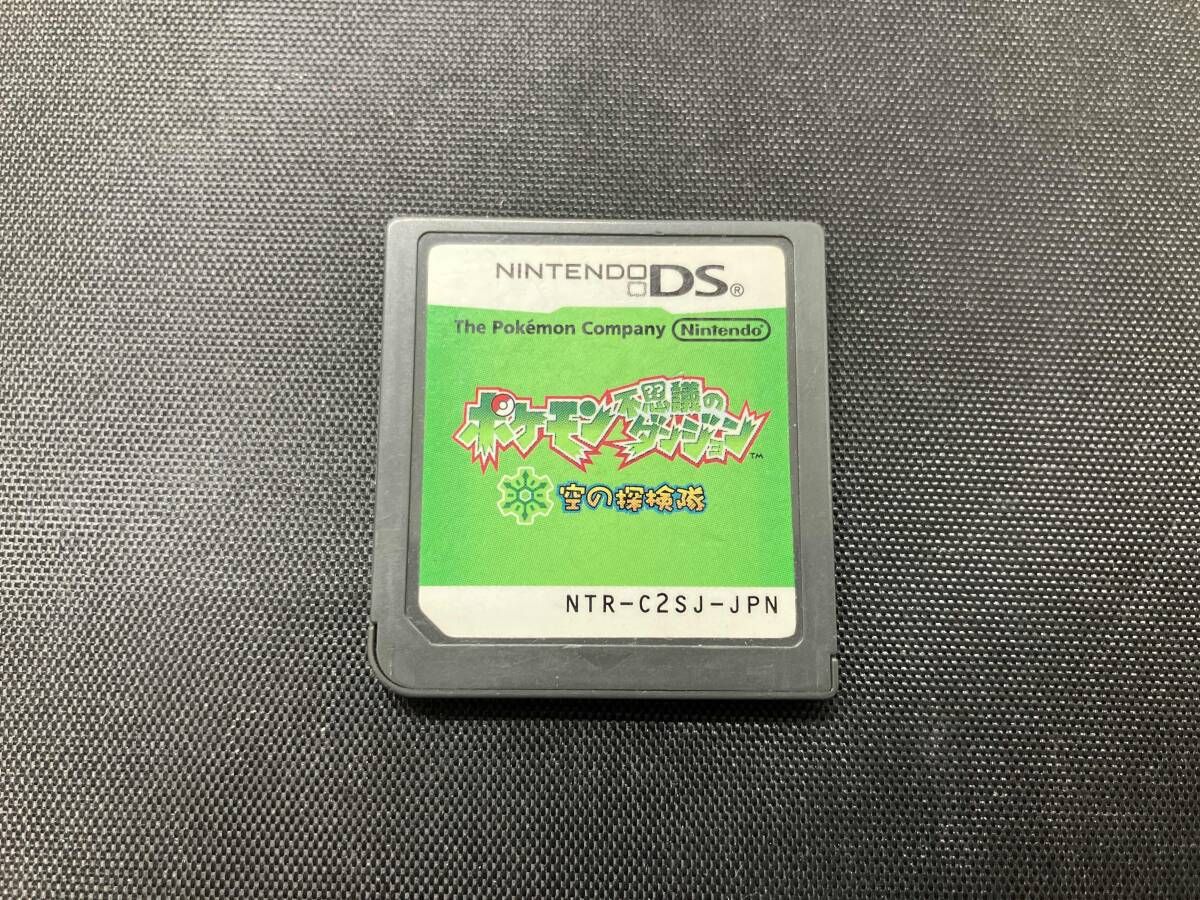 NINTENDO DS®
The Pokémon Company Nintendo®
ポケモン不思議のダンジョン™
空の探検隊
NTR-C2SJ-JPN